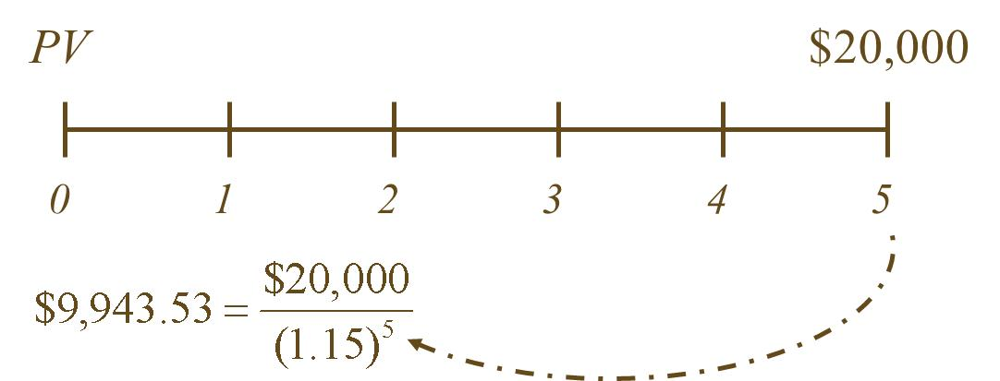 PV $20,000
0 1 2 3 4 5
$9,943.53 = $20,000 / (1.15)^5